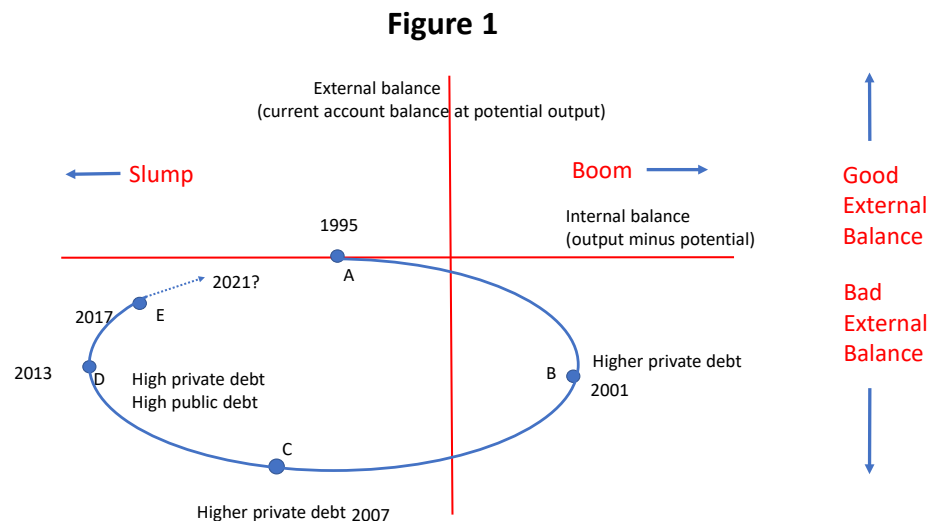 Figure 1
External balance
(current account balance at potential output)
Slump
Boom
Good
External
Balance
Internal balance
(output minus potential)
1995
A
2021?
2017
E
Bad
External
Balance
2013
D
High private debt
High public debt
B
Higher private debt
2001
C
Higher private debt 2007